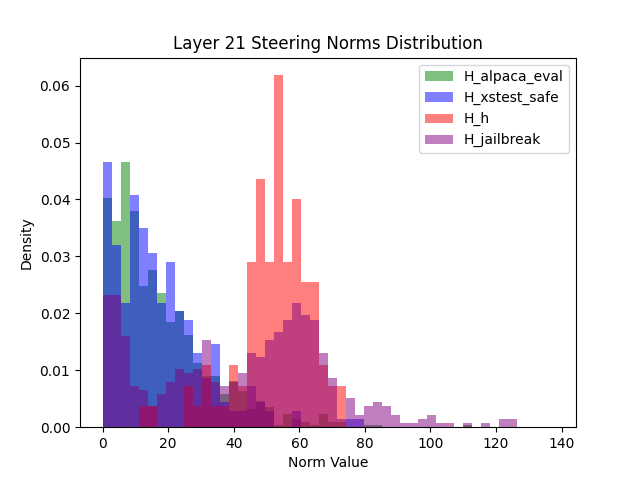 Layer 21 Steering Norms Distribution
H_alpaca_eval
H_xstest_safe
H_h
H_jailbreak
0.06
0.05
0.04
0.03
0.02
0.01
0.00
Density
0 20 40 60 80 100 120 140
Norm Value